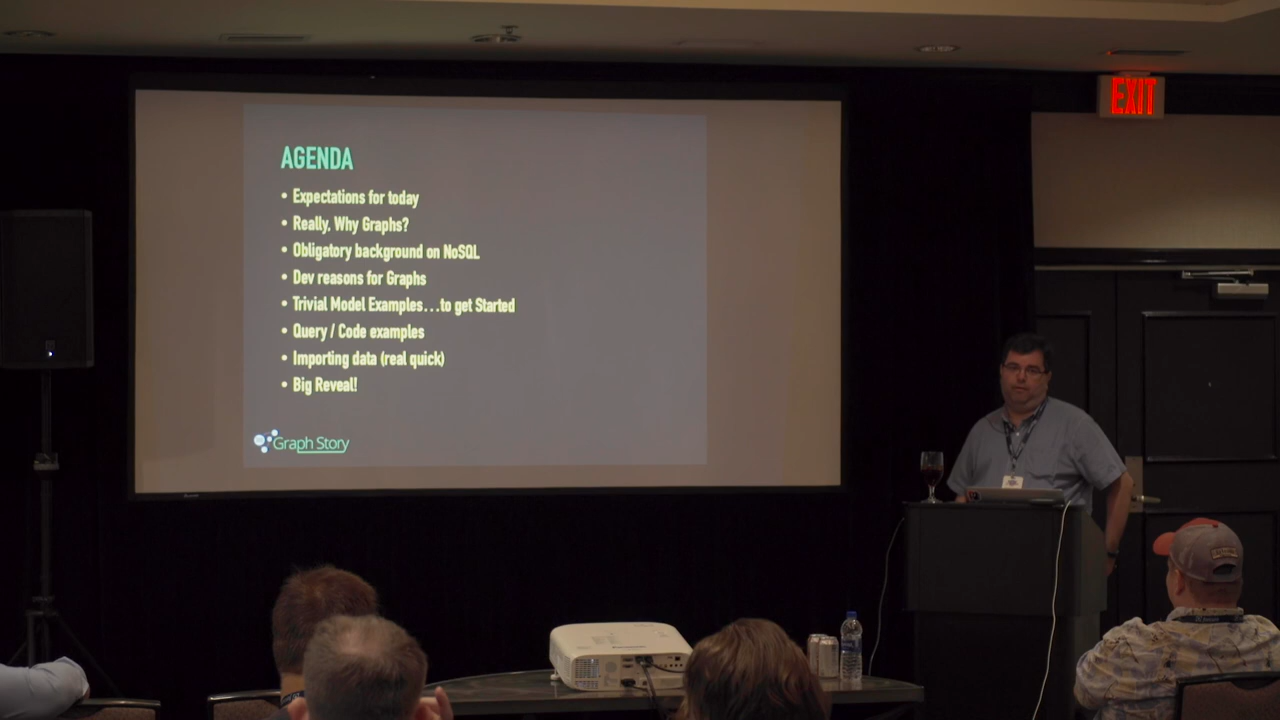 EXIT
AGENDA
• Expectations for today
• Really, Why Graphs?
• Obligatory background on NoSQL
• Dev reasons for Graphs
• Trivial Model Examples...to get Started
• Query / Code examples
• Importing data (real quick)
• Big Reveal!
Graph Story